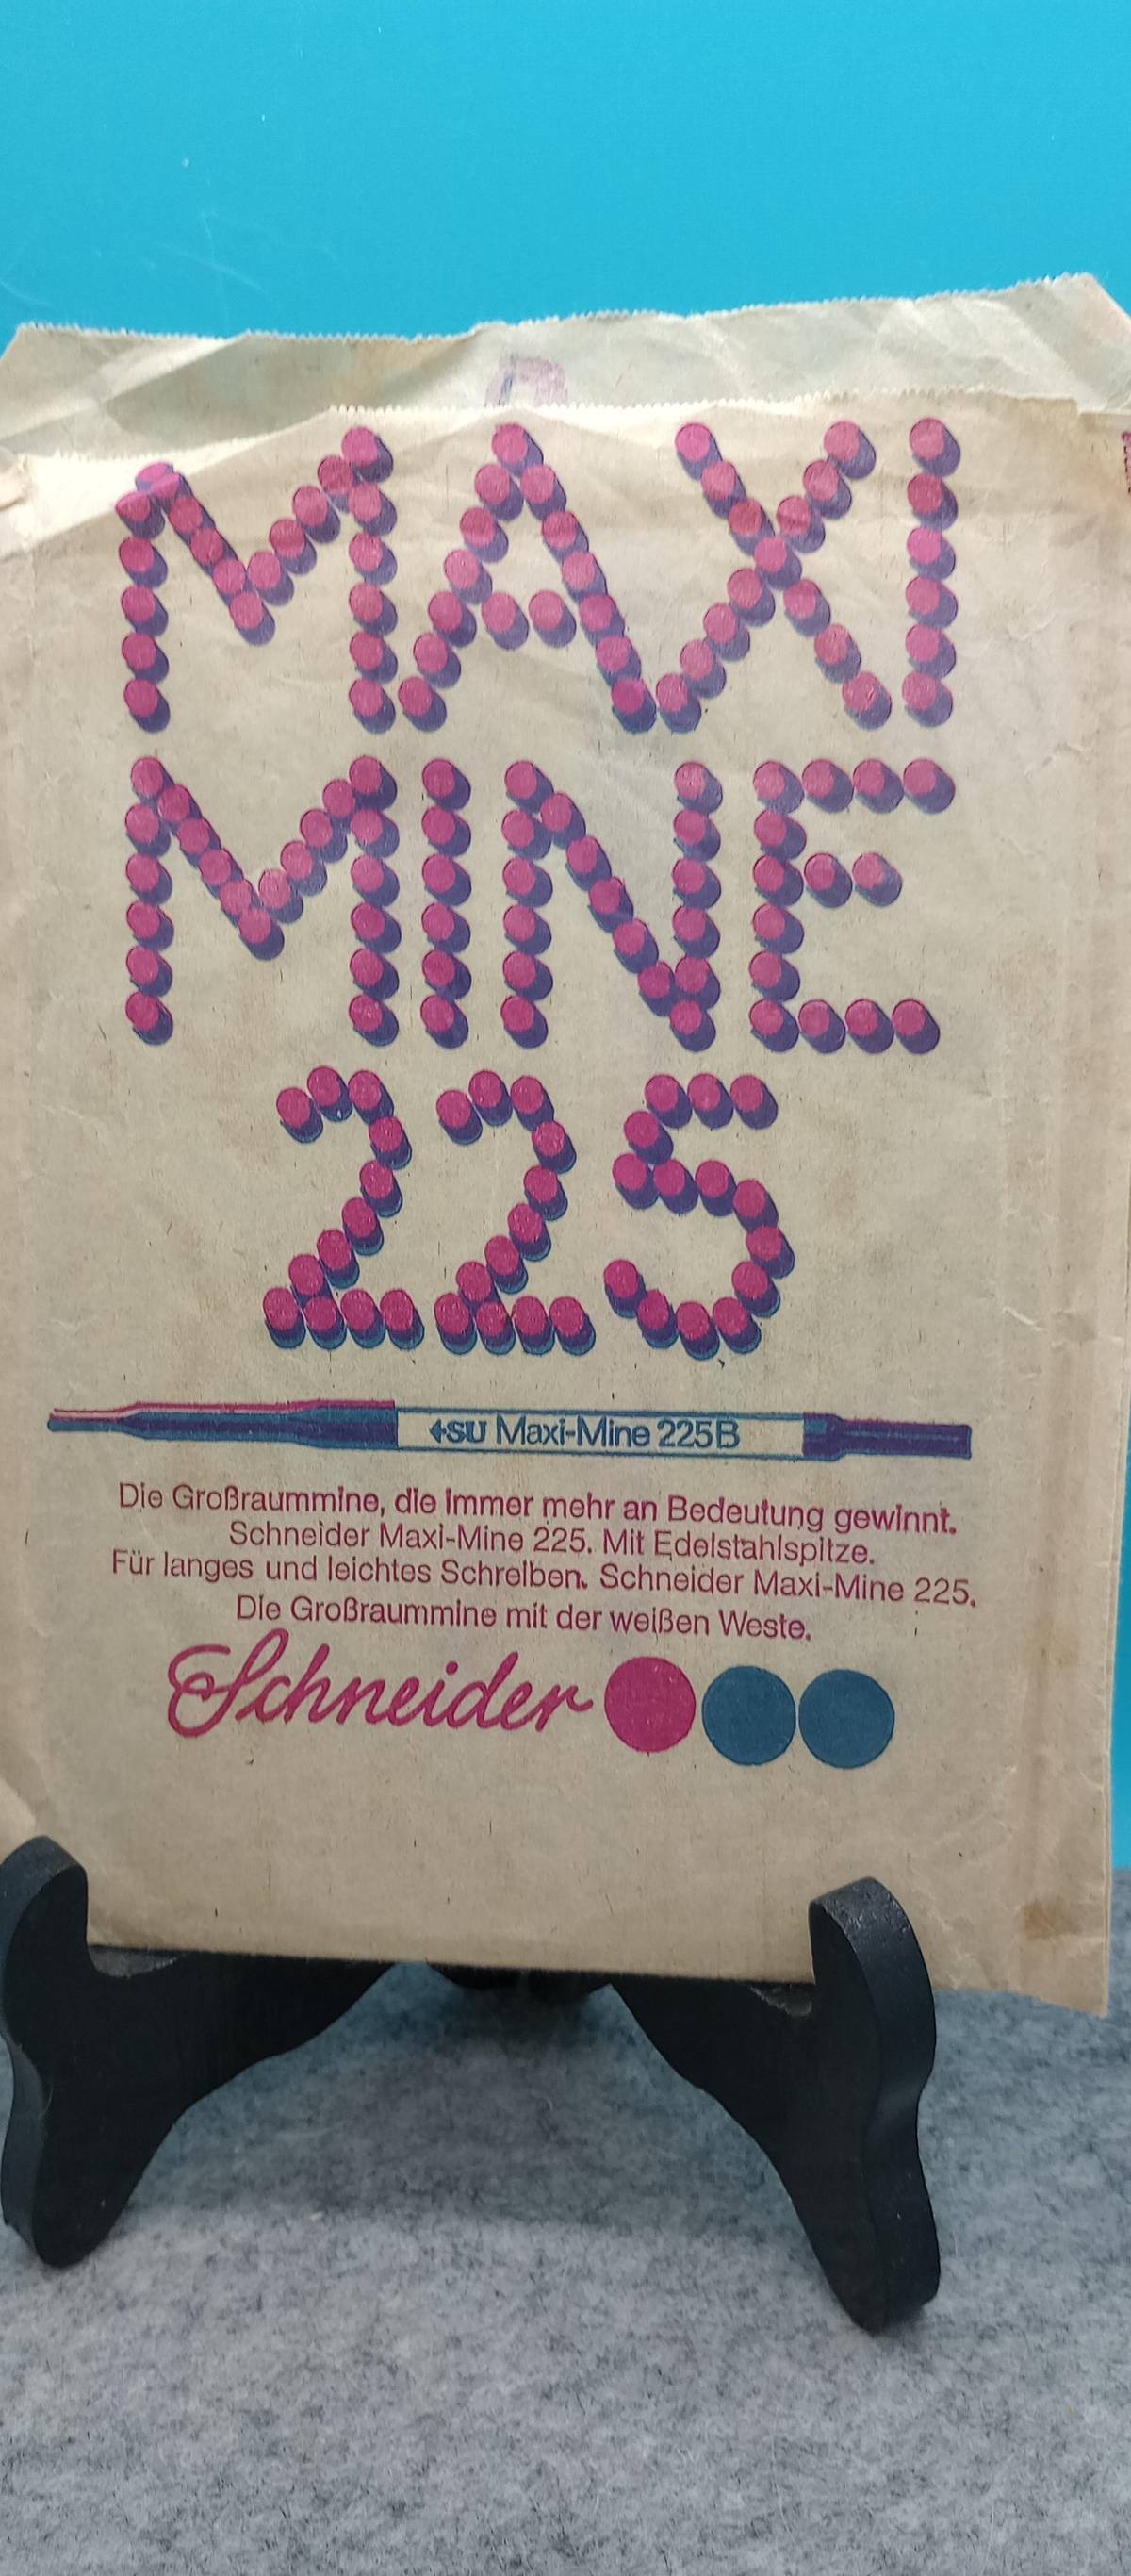 MAXI
MINE
225
SU Maxi-Mine 225B
Die Großraummine, die immer mehr an Bedeutung gewinnt.
Schneider Maxi-Mine 225. Mit Edelstahlspitze.
Für langes und leichtes Schreiben. Schneider Maxi-Mine 225.
Die Großraummine mit der weißen Weste.
Schneider